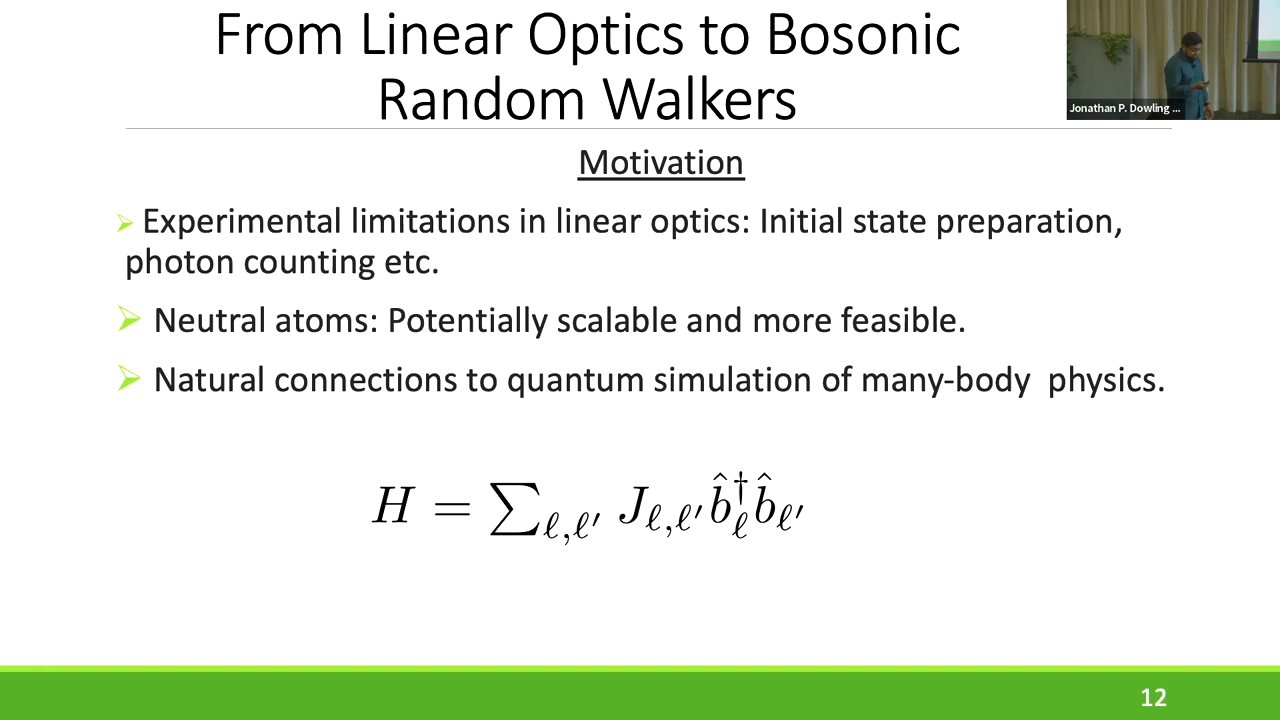 From Linear Optics to Bosonic
Random Walkers
Jonathan P. Dowling ...
Motivation
➢ Experimental limitations in linear optics: Initial state preparation,
photon counting etc.
➢ Neutral atoms: Potentially scalable and more feasible.
➢ Natural connections to quantum simulation of many-body  physics.
H = ∑_{ℓ,ℓ′} J_{ℓ,ℓ′} b̂†_ℓ b̂_{ℓ′}
12